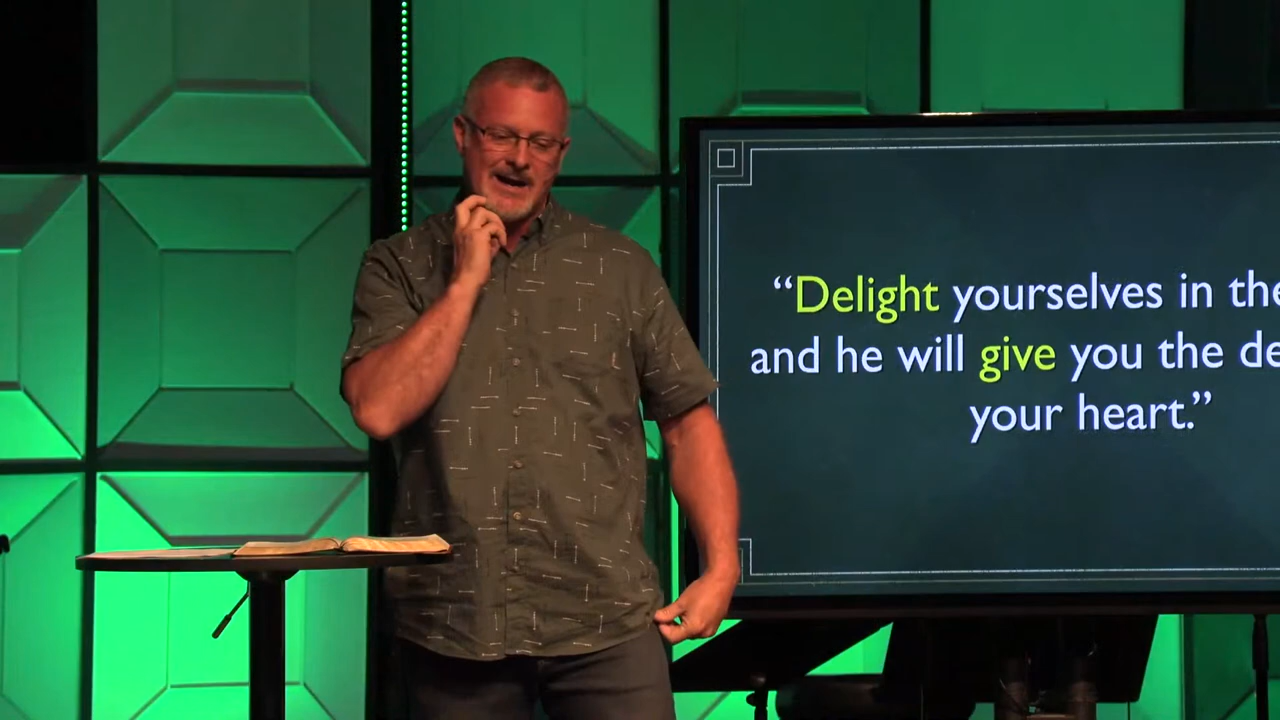 “Delight yourselves in the
and he will give you the de
your heart.”